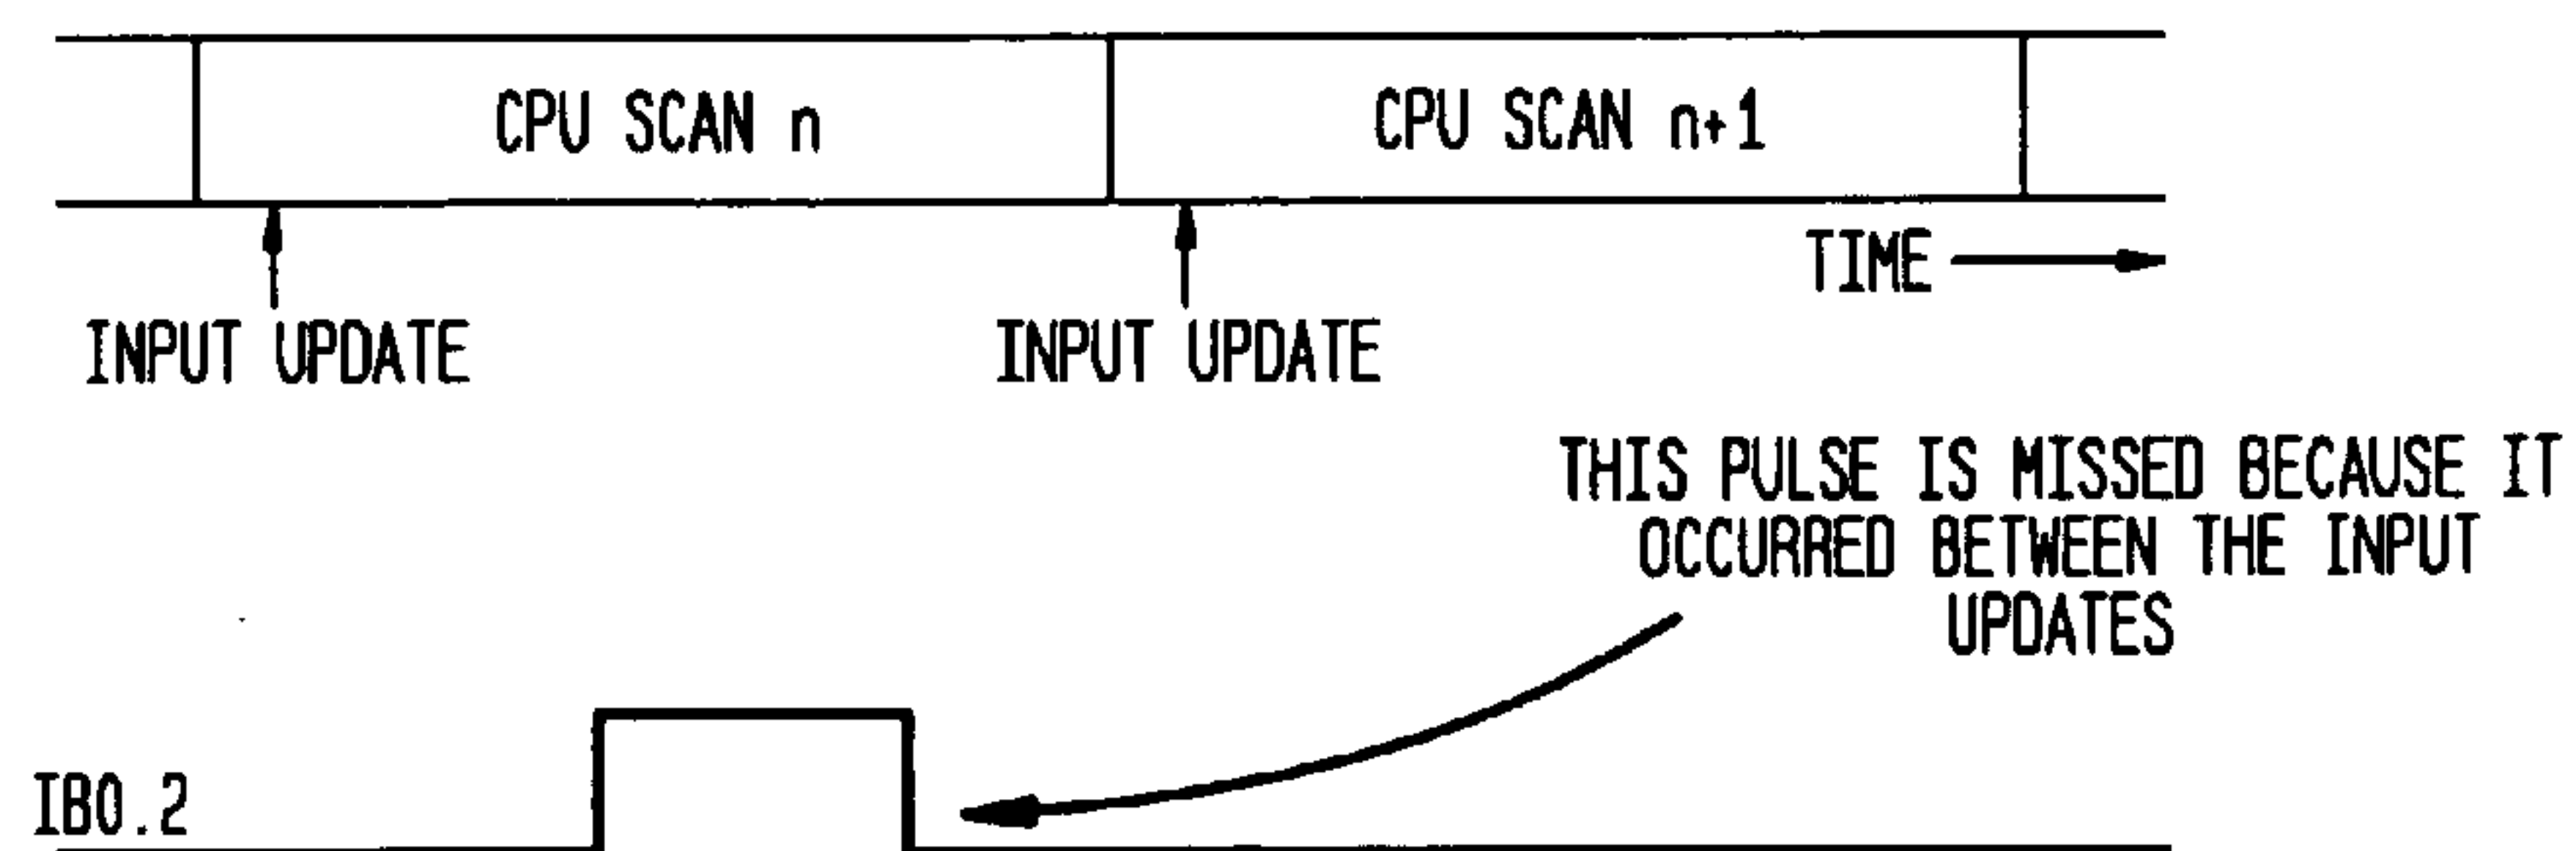 CPU SCAN n
CPU SCAN n+1
TIME
INPUT UPDATE
INPUT UPDATE
THIS PULSE IS MISSED BECAUSE IT
OCCURRED BETWEEN THE INPUT
UPDATES
IB0.2